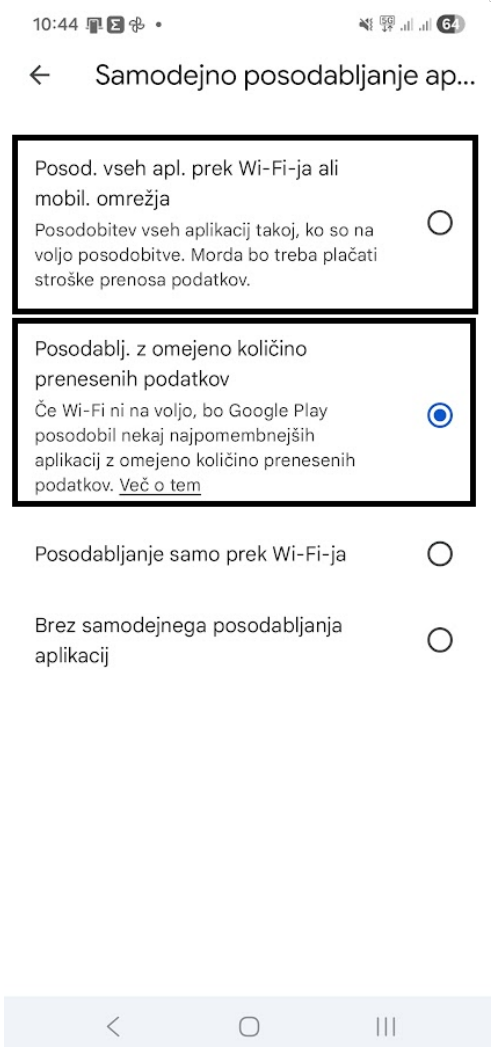 10:44
5G
64
Samodejno posodabljanje ap...
Posod. vseh apl. prek Wi-Fi-ja ali
mobil. omrežja
Posodobitev vseh aplikacij takoj, ko so na
voljo posodobitve. Morda bo treba plačati
stroške prenosa podatkov.
Posodablj. z omejeno količino
prenesenih podatkov
Če Wi-Fi ni na voljo, bo Google Play
posodobil nekaj najpomembnejših
aplikacij z omejeno količino prenesenih
podatkov. Več o tem
Posodabljanje samo prek Wi-Fi-ja
Brez samodejnega posodabljanja
aplikacij